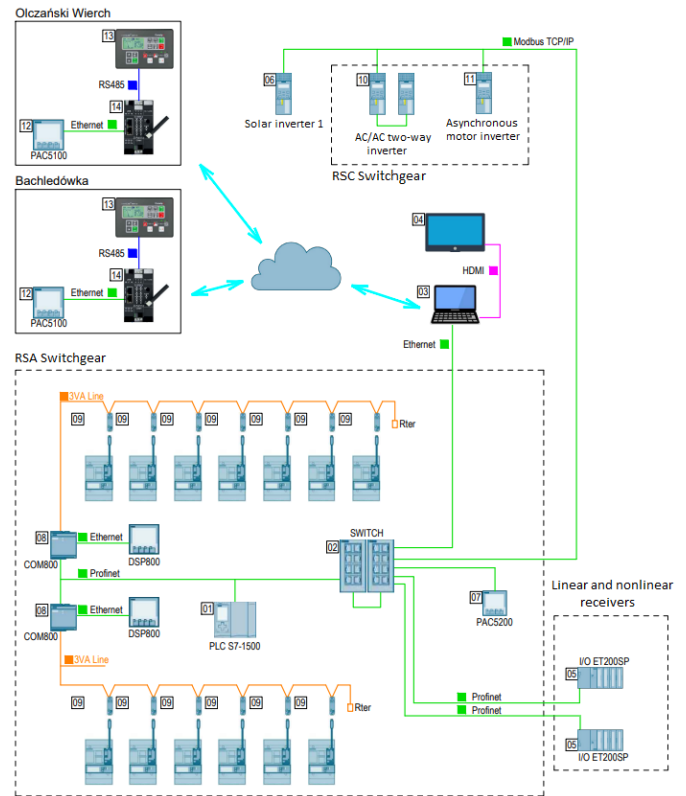 Olczański Wierch
13
RS485
14
Ethernet
12
PAC5100
Bachledówka
13
RS485
14
Ethernet
12
PAC5100
Modbus TCP/IP
06
10
11
Solar inverter 1
AC/AC two-way
inverter
Asynchronous
motor inverter
RSC Switchgear
04
HDMI
03
Ethernet
RSA Switchgear
3VA Line
09 09 09 09 09 09 09
Rter
08
Ethernet
COM800
DSP800
Profinet
08
Ethernet
COM800
DSP800
01
PLC S7-1500
SWITCH
02
07
PAC5200
3VA Line
09 09 09 09 09 09
Rter
Linear and nonlinear
receivers
I/O ET200SP
05
Profinet
Profinet
05
I/O ET200SP